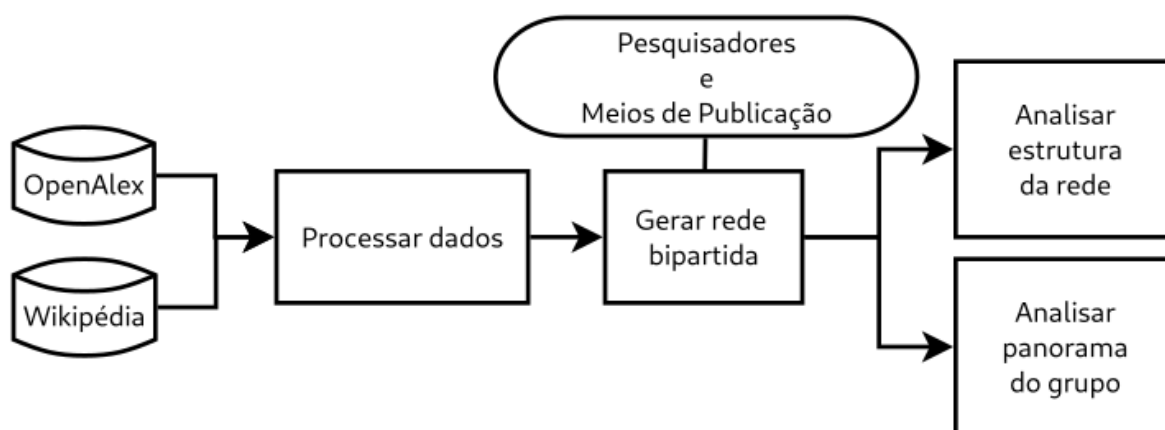 OpenAlex
Wikipédia
Processar dados
Pesquisadores
e
Meios de Publicação
Gerar rede
bipartida
Analisar
estrutura
da rede
Analisar
panorama
do grupo